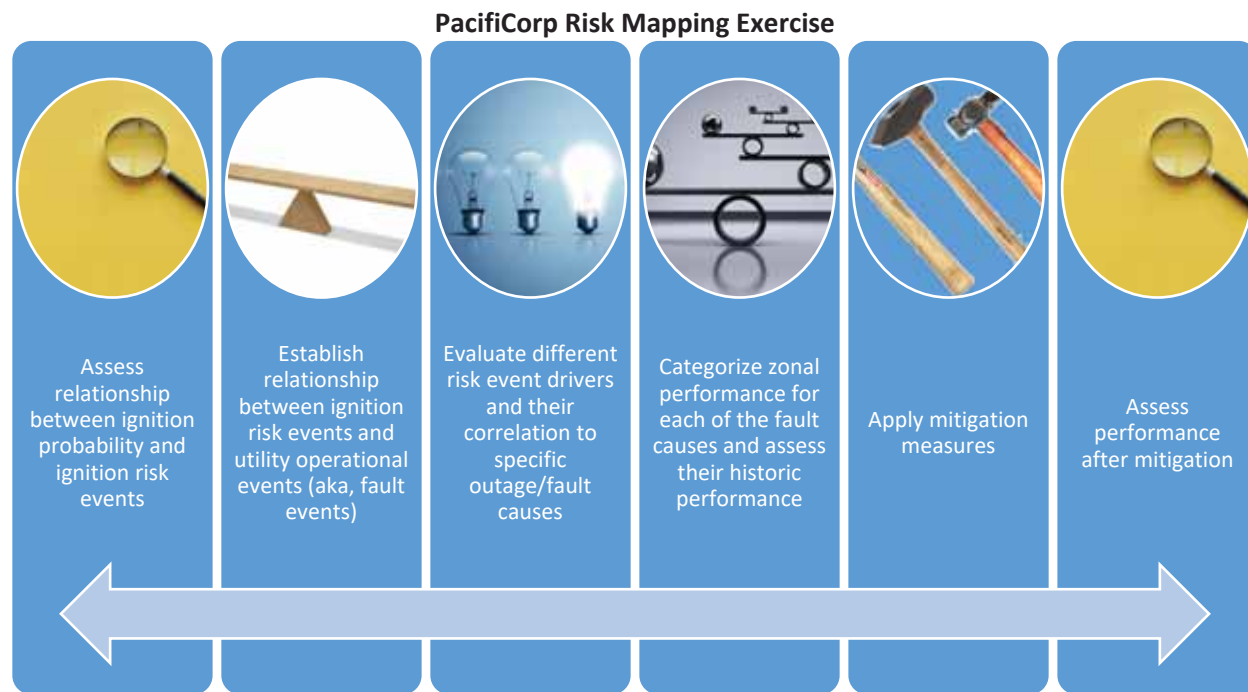 PacifiCorp Risk Mapping Exercise
Assess
relationship
between ignition
probability and
ignition risk
events
Establish
relationship
between ignition
risk events and
utility operational
events (aka, fault
events)
Evaluate different
risk event drivers
and their
correlation to
specific
outage/fault
causes
Categorize zonal
performance for
each of the fault
causes and assess
their historic
performance
Apply mitigation
measures
Assess
performance
after mitigation